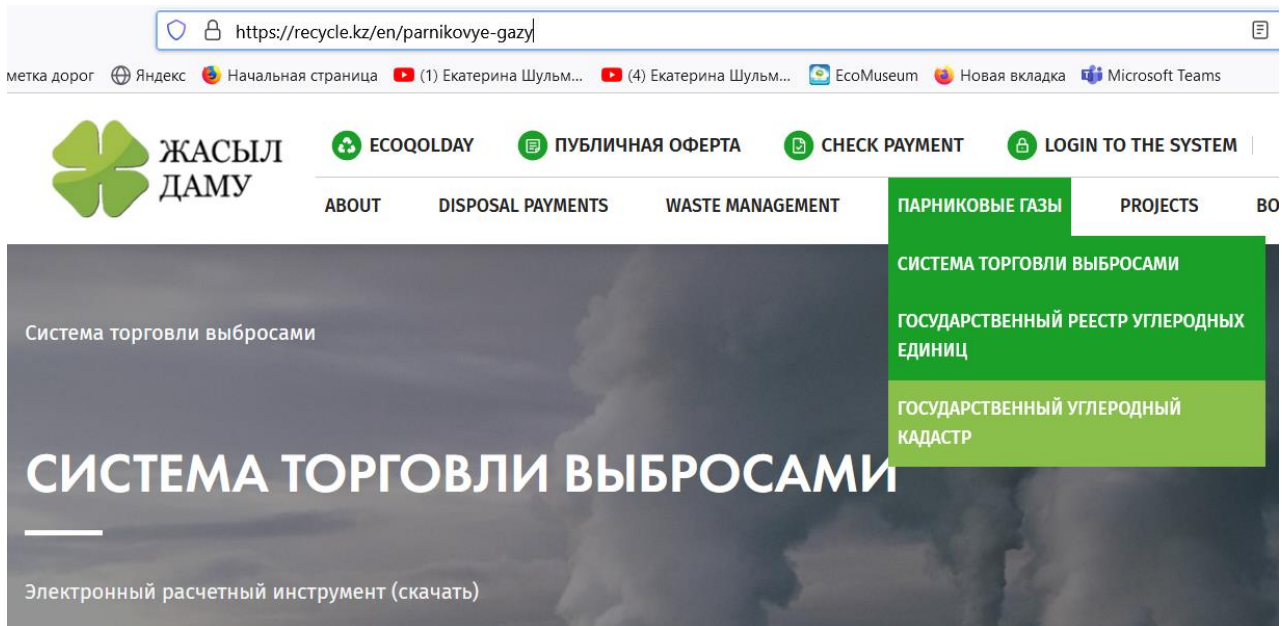 https://recycle.kz/en/parnikovye-gazy
метка дорог Яндекс Начальная страница (1) Екатерина Шульм... (4) Екатерина Шульм... EcoMuseum Новая вкладка Microsoft Teams
ЖАСЫЛ
ДАМУ
ECOQOLDAY ПУБЛИЧНАЯ ОФЕРТА CHECK PAYMENT LOGIN TO THE SYSTEM
ABOUT DISPOSAL PAYMENTS WASTE MANAGEMENT ПАРНИКОВЫЕ ГАЗЫ PROJECTS BO
СИСТЕМА ТОРГОВЛИ ВЫБРОСАМИ
ГОСУДАРСТВЕННЫЙ РЕЕСТР УГЛЕРОДНЫХ
ЕДИНИЦ
ГОСУДАРСТВЕННЫЙ УГЛЕРОДНЫЙ
КАДАСТР
Система торговли выбросами
СИСТЕМА ТОРГОВЛИ ВЫБРОСАМИ
Электронный расчетный инструмент (скачать)